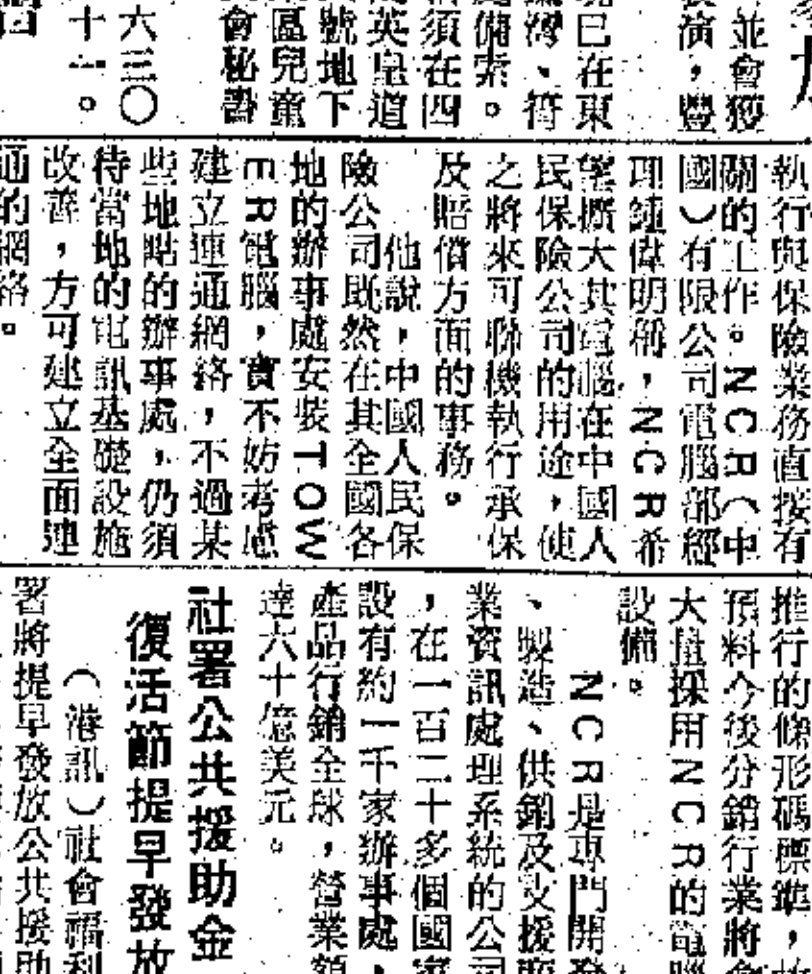 並會獲
演，豐
已在東
灣、符
備索。
須在四
英皇道
號地下
區兒童
會秘書
六三〇
十一。
執行與保險業務直接有
關的工作。NCR（中
國）有限公司電腦部經
理鍾偉明稱，NCR希
望擴大其電腦在中國人
民保險公司的用途，使
之將來可聯機執行承保
及賠償方面的事務。
他說，中國人民保
險公司既然在其全國各
地的辦事處安裝TOW
ER電腦，實不妨考慮
建立連通網絡，不過某
些地點的辦事處，仍須
待當地的電訊基礎設施
改善，方可建立全面連
通的網絡。
推行的條形碼標準，
預料今後分銷行業將會
大量採用NCR的電腦
設備。
NCR是專門開發
、製造、供銷及支援商
業資訊處理系統的公司
，在一百二十多個國家
設有約一千家辦事處，
產品行銷全球，營業額
達六十億美元。
社署公共援助金
復活節提早發放
（港訊）社會福利
署將提早發放公共援助